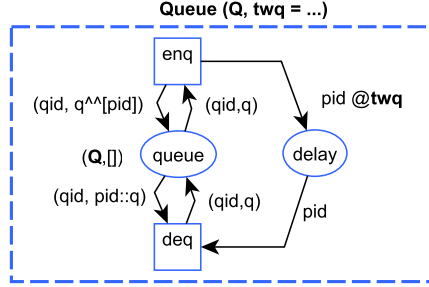 Queue (Q, twq = ...)
enq
(qid, q^^[pid])
(qid,q)
pid @twq
(Q,[])
queue
delay
(qid, pid::q)
(qid,q)
pid
deq